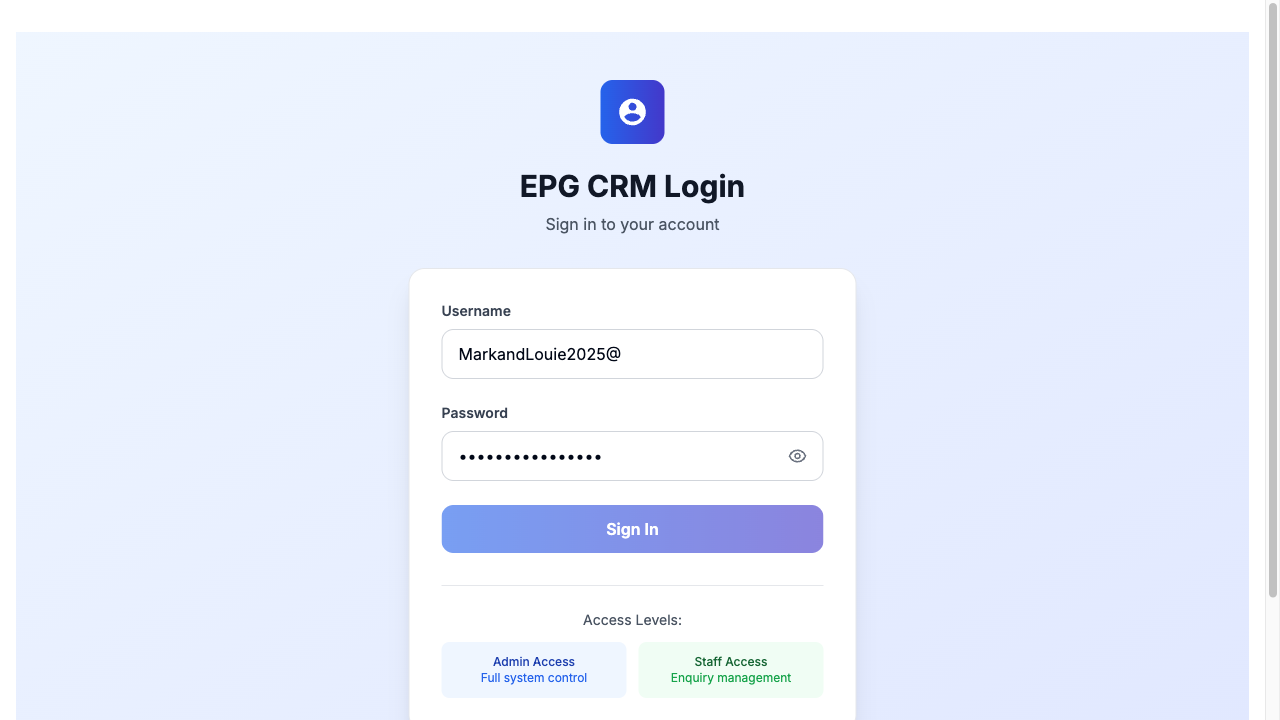 EPG CRM Login
Sign in to your account
Username
MarkandLouie2025@
Password
••••••••••••••••
Sign In
Access Levels:
Admin Access
Full system control
Staff Access
Enquiry management